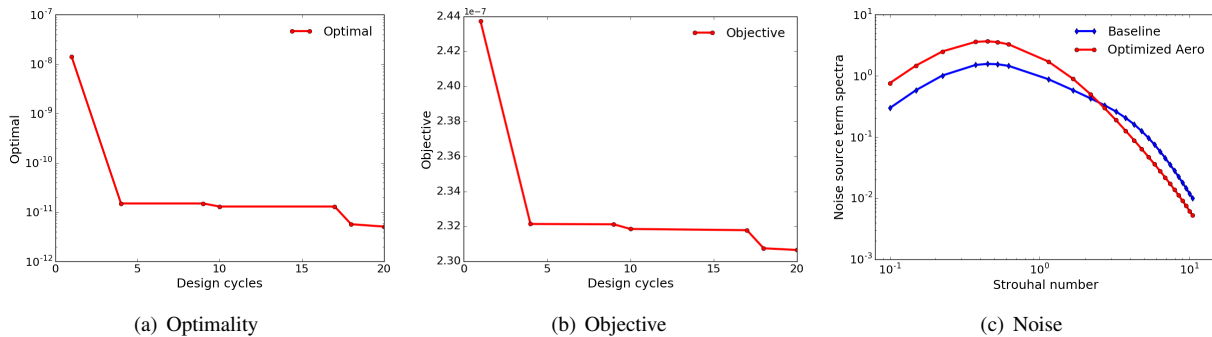 10^-7
10^-8
10^-9
10^-10
10^-11
10^-12
Optimal
Optimal
0 5 10 15 20
Design cycles
(a) Optimality
1e-7
2.44
2.42
2.40
2.38
2.36
2.34
2.32
2.30
Objective
Objective
0 5 10 15 20
Design cycles
(b) Objective
10^1
10^0
10^-1
10^-2
10^-3
Noise source term spectra
Baseline
Optimized Aero
10^-1 10^0 10^1
Strouhal number
(c) Noise